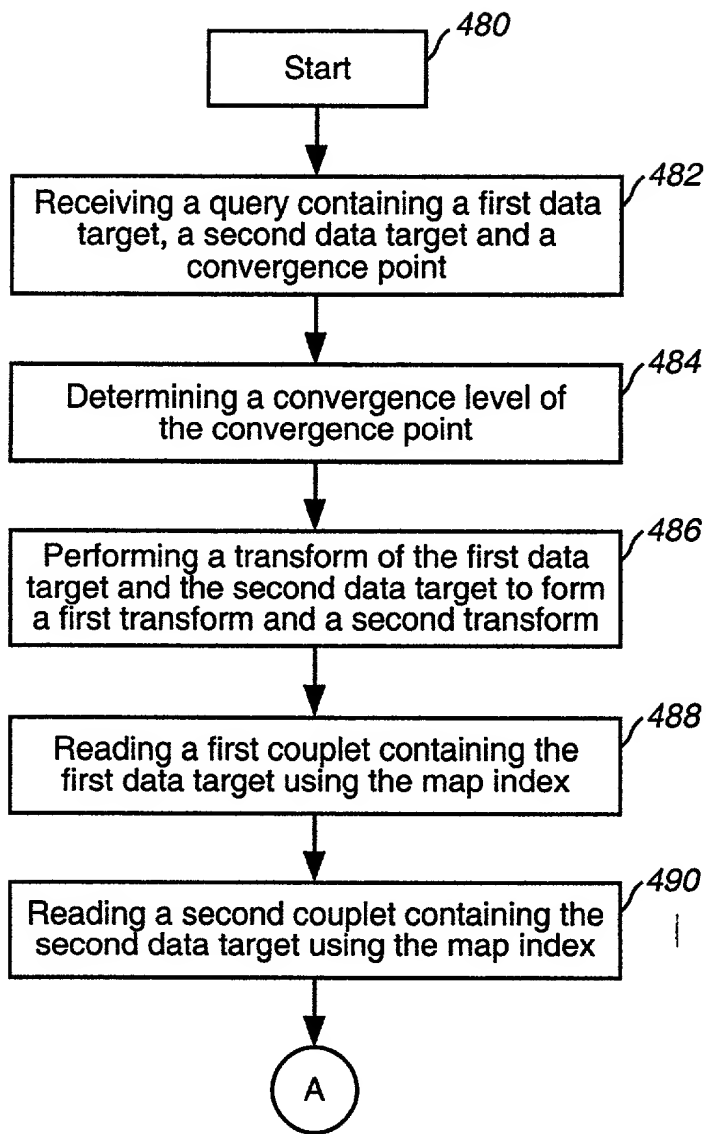 480
Start
482
Receiving a query containing a first data
target, a second data target and a
convergence point
484
Determining a convergence level of
the convergence point
486
Performing a transform of the first data
target and the second data target to form
a first transform and a second transform
488
Reading a first couplet containing the
first data target using the map index
490
Reading a second couplet containing the
second data target using the map index
A